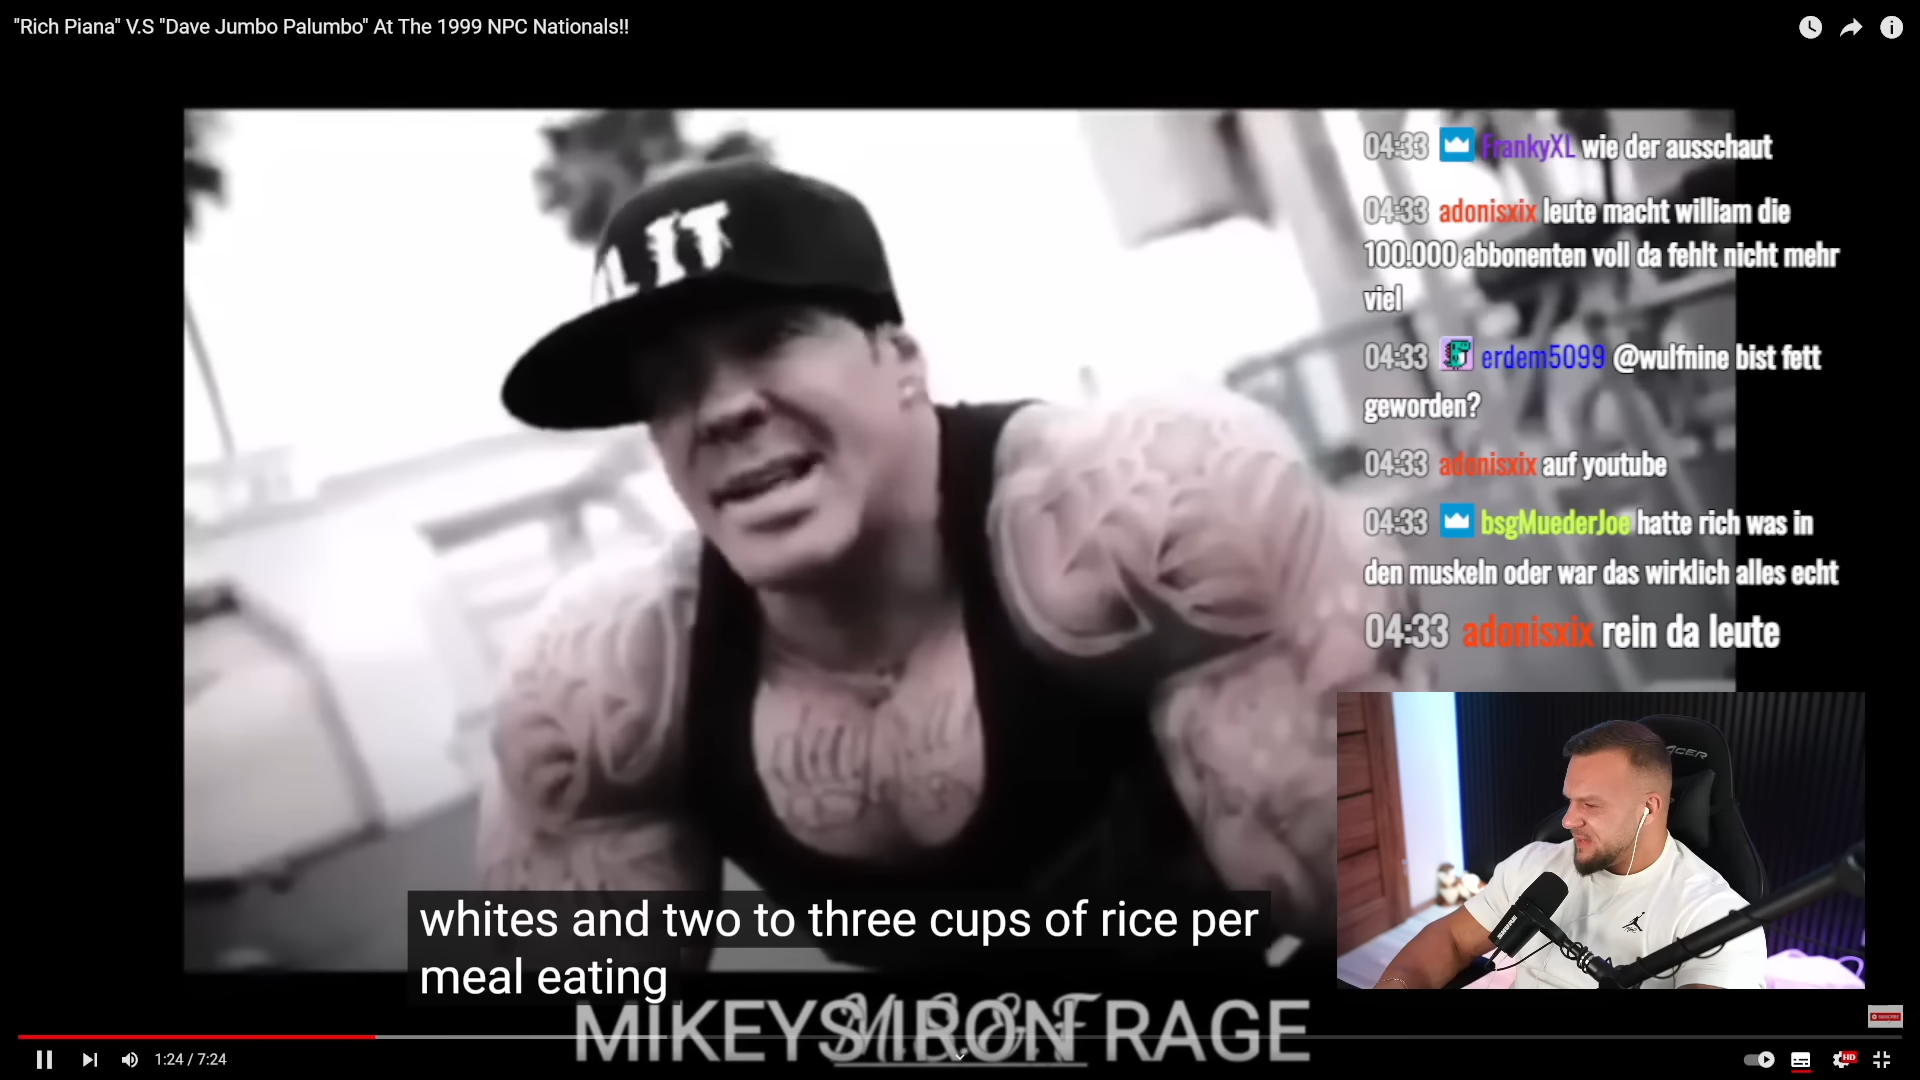 "Rich Piana" V.S "Dave Jumbo Palumbo" At The 1999 NPC Nationals!!
04:33 FrankyXL wie der ausschaut
04:33 adonisxix leute macht william die
100.000 abbonenten voll da fehlt nicht mehr
viel
04:33 erdem5099 @wulfnine bist fett
geworden?
04:33 adonisxix auf youtube
04:33 bsgMuederJoe hatte rich was in
den muskeln oder war das wirklich alles echt
04:33 adonisxix rein da leute
whites and two to three cups of rice per
meal eating
MIKEYS IRON RAGE
1:24 / 7:24
HD